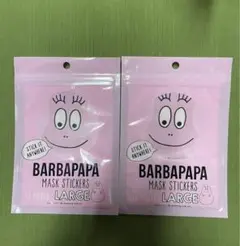 STICK IT
ANYWHERE!
BARBAPAPA
MASK STICKERS
LARGE
STICK IT
ANYWHERE!
BARBAPAPA
MASK STICKERS
LARGE